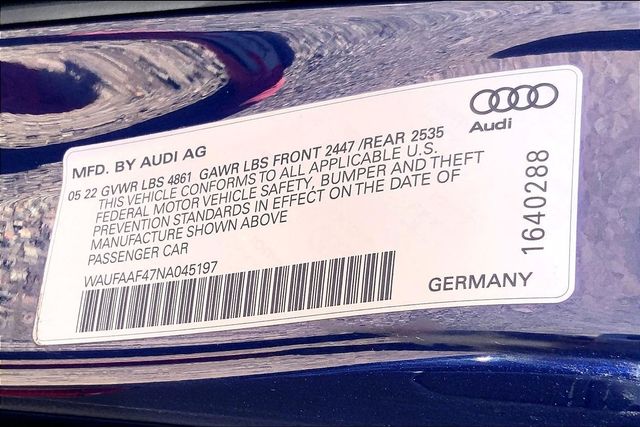 Audi
MFD. BY AUDI AG
05 22 GVWR LBS 4861 GAWR LBS FRONT 2447 /REAR 2535
THIS VEHICLE CONFORMS TO ALL APPLICABLE U.S.
FEDERAL MOTOR VEHICLE SAFETY, BUMPER AND THEFT
PREVENTION STANDARDS IN EFFECT ON THE DATE OF
MANUFACTURE SHOWN ABOVE
PASSENGER CAR
WAUFAAF47NA045197
GERMANY
1640288